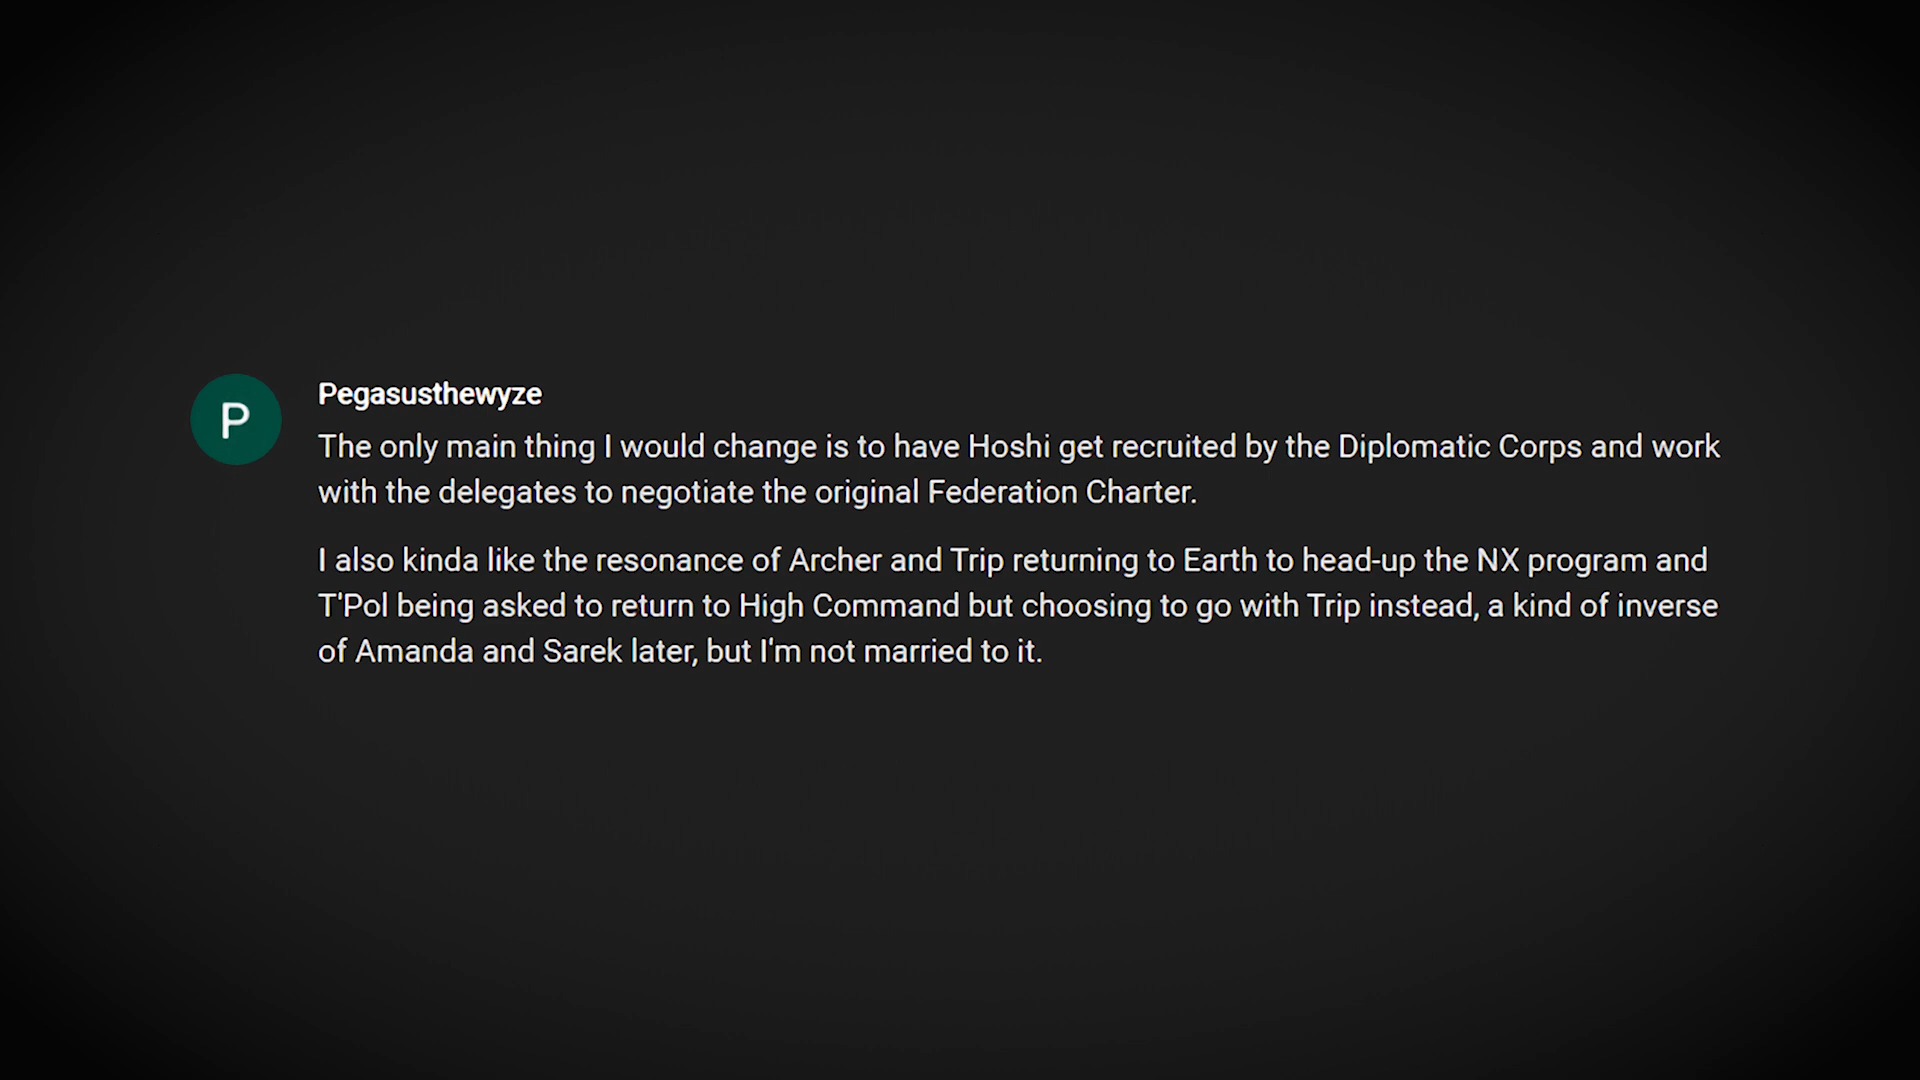 P
Pegasusthewyze
The only main thing I would change is to have Hoshi get recruited by the Diplomatic Corps and work
with the delegates to negotiate the original Federation Charter.
I also kinda like the resonance of Archer and Trip returning to Earth to head-up the NX program and
T'Pol being asked to return to High Command but choosing to go with Trip instead, a kind of inverse
of Amanda and Sarek later, but I'm not married to it.